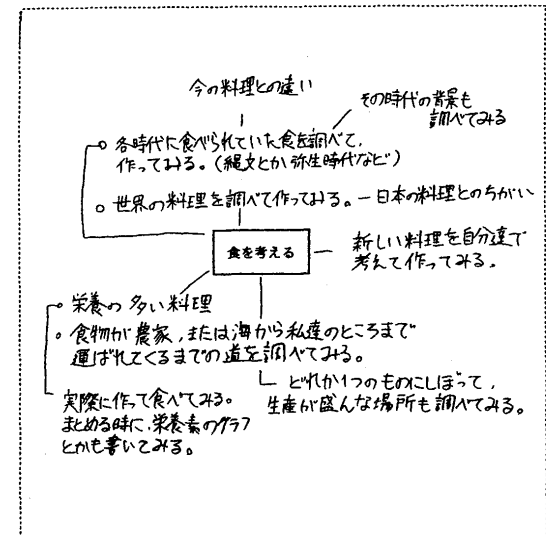 今の料理との違い
その時代の背景も
調べてみる
○ 各時代に食べられていた食を調べて、
作ってみる。(縄文とか弥生時代など)
○ 世界の料理を調べて作ってみる。─日本の料理とのちがい
食を考える
新しい料理を自分達で
考えて作ってみる。
○ 栄養の多い料理
○ 食物が農家、または海から私達のところまで
運ばれてくるまでの道を調べてみる。
どれか1つのものにしぼって、
生産が盛んな場所も調べてみる。
実際に作って食べてみる。
まとめる時に、栄養素のグラフ
とかも書いてみる。